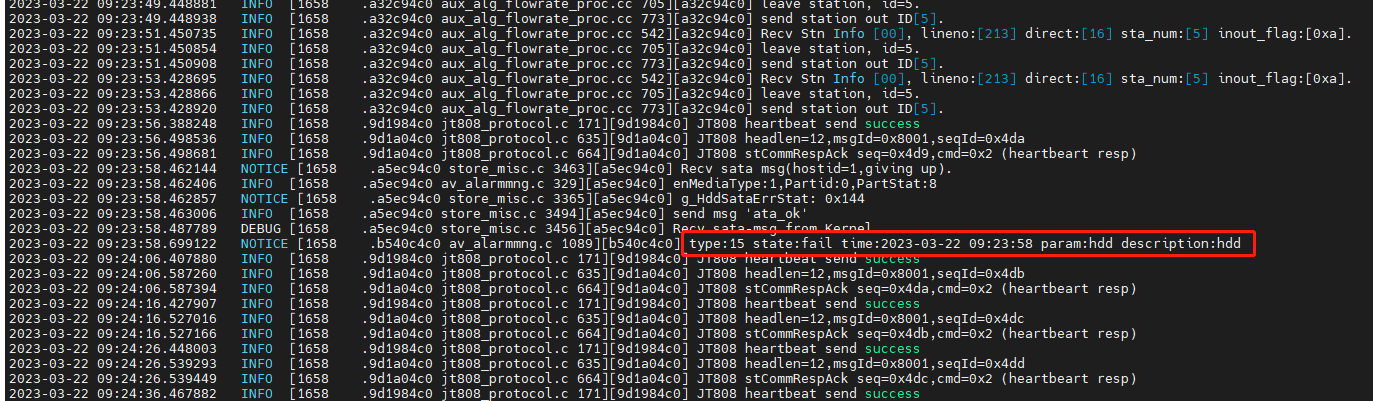 2023-03-22 09:23:49.448881 INFO [1658 .a32c94c0 aux_alg_flowrate_proc.cc 705][a32c94c0] leave station, id=5.
2023-03-22 09:23:49.448938 INFO [1658 .a32c94c0 aux_alg_flowrate_proc.cc 773][a32c94c0] send station out ID[5].
2023-03-22 09:23:51.450735 INFO [1658 .a32c94c0 aux_alg_flowrate_proc.cc 542][a32c94c0] Recv Stn Info [00], lineno:[213] direct:[16] sta_num:[5] inout_flag:[0xa].
2023-03-22 09:23:51.450854 INFO [1658 .a32c94c0 aux_alg_flowrate_proc.cc 705][a32c94c0] leave station, id=5.
2023-03-22 09:23:51.450908 INFO [1658 .a32c94c0 aux_alg_flowrate_proc.cc 773][a32c94c0] send station out ID[5].
2023-03-22 09:23:53.428695 INFO [1658 .a32c94c0 aux_alg_flowrate_proc.cc 542][a32c94c0] Recv Stn Info [00], lineno:[213] direct:[16] sta_num:[5] inout_flag:[0xa].
2023-03-22 09:23:53.428866 INFO [1658 .a32c94c0 aux_alg_flowrate_proc.cc 705][a32c94c0] leave station, id=5.
2023-03-22 09:23:53.428920 INFO [1658 .a32c94c0 aux_alg_flowrate_proc.cc 773][a32c94c0] send station out ID[5].
2023-03-22 09:23:56.388248 INFO [1658 .9d1984c0 jt808_protocol.c 171][9d1984c0] JT808 heartbeat send success
2023-03-22 09:23:56.498536 INFO [1658 .9d1a04c0 jt808_protocol.c 635][9d1a04c0] JT808 headlen=12,msgId=0x8001,seqId=0x4da
2023-03-22 09:23:56.498681 INFO [1658 .9d1a04c0 jt808_protocol.c 664][9d1a04c0] JT808 stCommRespAck seq=0x4d9,cmd=0x2 (heartbeart resp)
2023-03-22 09:23:58.462144 NOTICE [1658 .a5ec94c0 store_misc.c 3463][a5ec94c0] Recv sata msg(hostid=1,giving up).
2023-03-22 09:23:58.462406 INFO [1658 .a5ec94c0 av_alarmmng.c 329][a5ec94c0] enMediaType:1,Partid:0,PartStat:8
2023-03-22 09:23:58.462857 NOTICE [1658 .a5ec94c0 store_misc.c 3365][a5ec94c0] g_HddSataErrStat: 0x144
2023-03-22 09:23:58.463006 INFO [1658 .a5ec94c0 store_misc.c 3494][a5ec94c0] send msg 'ata_ok'
2023-03-22 09:23:58.487789 DEBUG [1658 .a5ec94c0 store_misc.c 3456][a5ec94c0] Recv sata-msg from Kernel
2023-03-22 09:23:58.699122 NOTICE [1658 .b540c4c0 av_alarmmng.c 1089][b540c4c0] type:15 state:fail time:2023-03-22 09:23:58 param:hdd description:hdd
2023-03-22 09:24:06.407880 INFO [1658 .9d1984c0 jt808_protocol.c 171][9d1984c0] JT808 heartbeat send success
2023-03-22 09:24:06.587260 INFO [1658 .9d1a04c0 jt808_protocol.c 635][9d1a04c0] JT808 headlen=12,msgId=0x8001,seqId=0x4db
2023-03-22 09:24:06.587394 INFO [1658 .9d1a04c0 jt808_protocol.c 664][9d1a04c0] JT808 stCommRespAck seq=0x4da,cmd=0x2 (heartbeart resp)
2023-03-22 09:24:16.427907 INFO [1658 .9d1984c0 jt808_protocol.c 171][9d1984c0] JT808 heartbeat send success
2023-03-22 09:24:16.527016 INFO [1658 .9d1a04c0 jt808_protocol.c 635][9d1a04c0] JT808 headlen=12,msgId=0x8001,seqId=0x4dc
2023-03-22 09:24:16.527166 INFO [1658 .9d1a04c0 jt808_protocol.c 664][9d1a04c0] JT808 stCommRespAck seq=0x4db,cmd=0x2 (heartbeart resp)
2023-03-22 09:24:26.448003 INFO [1658 .9d1984c0 jt808_protocol.c 171][9d1984c0] JT808 heartbeat send success
2023-03-22 09:24:26.539293 INFO [1658 .9d1a04c0 jt808_protocol.c 635][9d1a04c0] JT808 headlen=12,msgId=0x8001,seqId=0x4dd
2023-03-22 09:24:26.539449 INFO [1658 .9d1a04c0 jt808_protocol.c 664][9d1a04c0] JT808 stCommRespAck seq=0x4dc,cmd=0x2 (heartbeart resp)
2023-03-22 09:24:36.467882 INFO [1658 .9d1984c0 jt808_protocol.c 171][9d1984c0] JT808 heartbeat send success